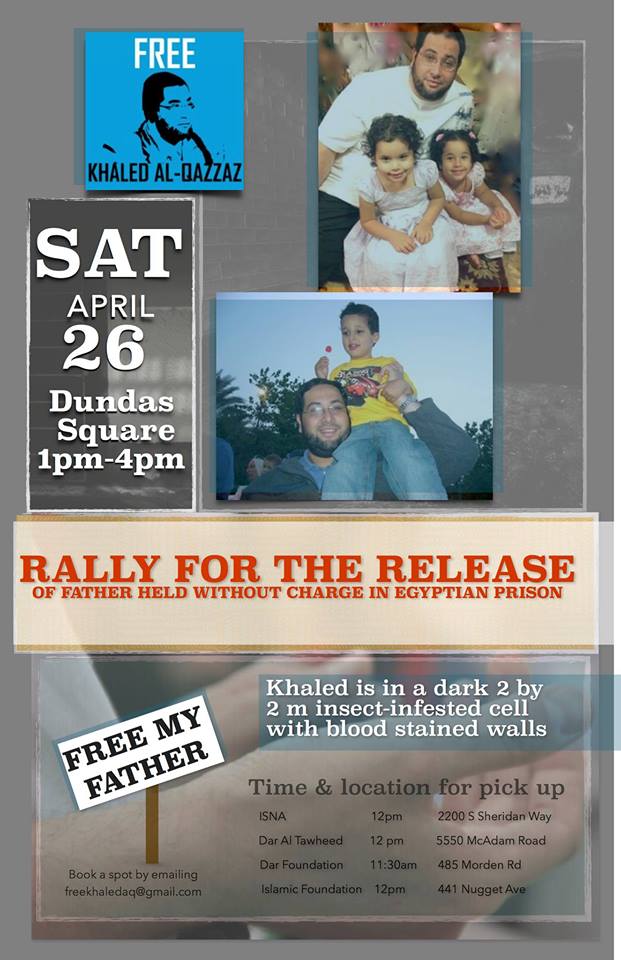 FREE
KHALED AL-QAZZAZ
SAT
APRIL
26
Dundas
Square
1pm-4pm
RALLY FOR THE RELEASE
OF FATHER HELD WITHOUT CHARGE IN EGYPTIAN PRISON
Khaled is in a dark 2 by
2 m insect-infested cell
with blood stained walls
FREE MY
FATHER
Time & location for pick up
ISNA 12pm 2200 S Sheridan Way
Dar Al Tawheed 12 pm 5550 McAdam Road
Dar Foundation 11:30am 485 Morden Rd
Islamic Foundation 12pm 441 Nugget Ave
Book a spot by emailing
freekhaledaq@gmail.com